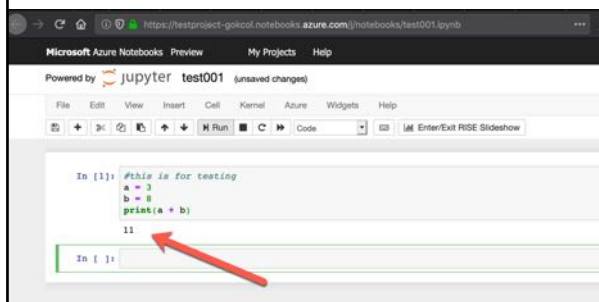 https://testproject-gokcol.notebooks.azure.com/j/notebooks/test001.ipynb
Microsoft Azure Notebooks Preview My Projects Help
Powered by jupyter test001 (unsaved changes)
File Edit View Insert Cell Kernel Azure Widgets Help
Run Code Enter/Exit RISE Slideshow
In [1]: #this is for testing
a = 3
b = 8
print(a + b)
11
In [ ]: